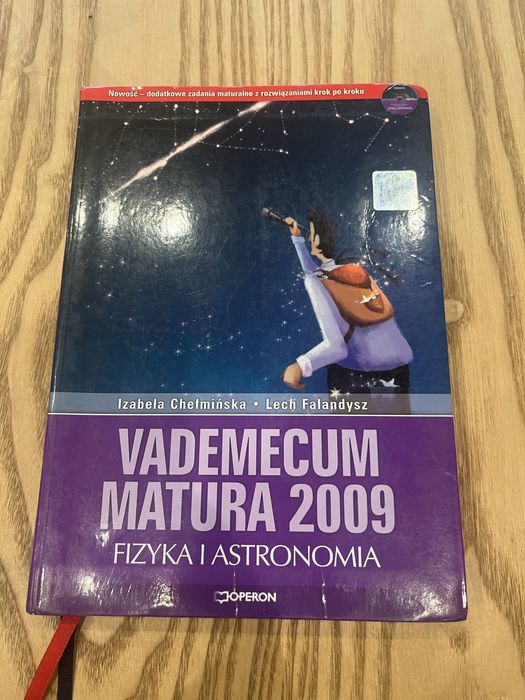 Nowość – dodatkowe zadania maturalne z rozwiązaniami krok po kroku
Izabela Chełmińska • Lech Falandysz
VADEMECUM
MATURA 2009
FIZYKA I ASTRONOMIA
OPERON